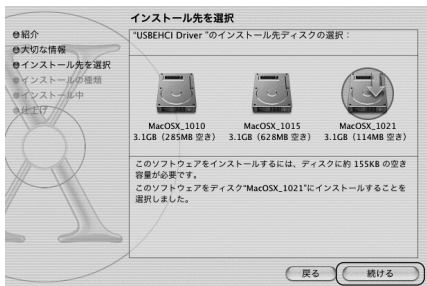 インストール先を選択
紹介
大切な情報
インストール先を選択
インストールの種類
インストール中
仕上げ
"USBEHCI Driver "のインストール先ディスクの選択：
MacOSX_1010
3.1GB（285MB 空き）
MacOSX_1015
3.1GB（628MB 空き）
MacOSX_1021
3.1GB（114MB 空き）
このソフトウェアをインストールするには、ディスクに約 155KB の空き
容量が必要です。
このソフトウェアをディスク"MacOSX_1021"にインストールすることを
選択しました。
戻る
続ける